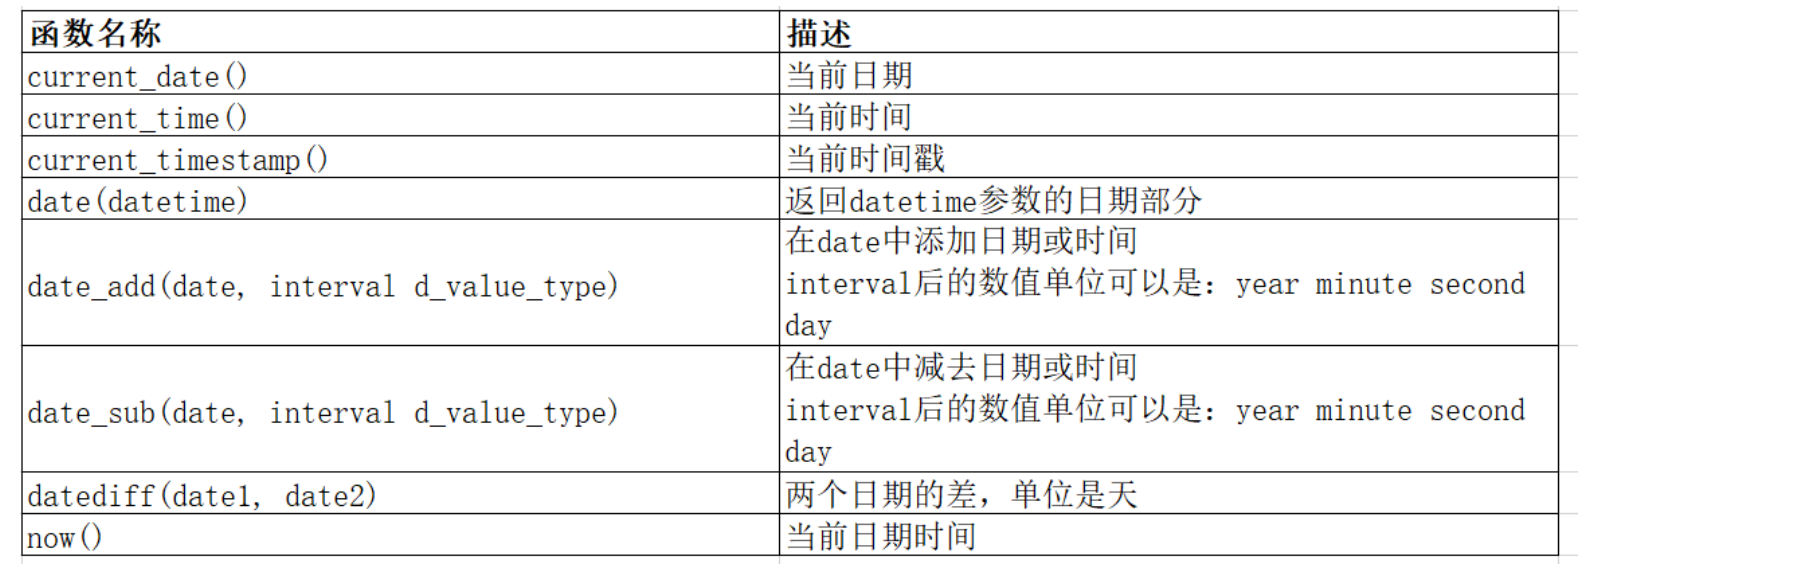 函数名称 描述
current_date() 当前日期
current_time() 当前时间
current_timestamp() 当前时间戳
date(datetime) 返回datetime参数的日期部分
date_add(date, interval d_value_type) 在date中添加日期或时间
interval后的数值单位可以是：year minute second
day
date_sub(date, interval d_value_type) 在date中减去日期或时间
interval后的数值单位可以是：year minute second
day
datediff(date1, date2) 两个日期的差，单位是天
now() 当前日期时间